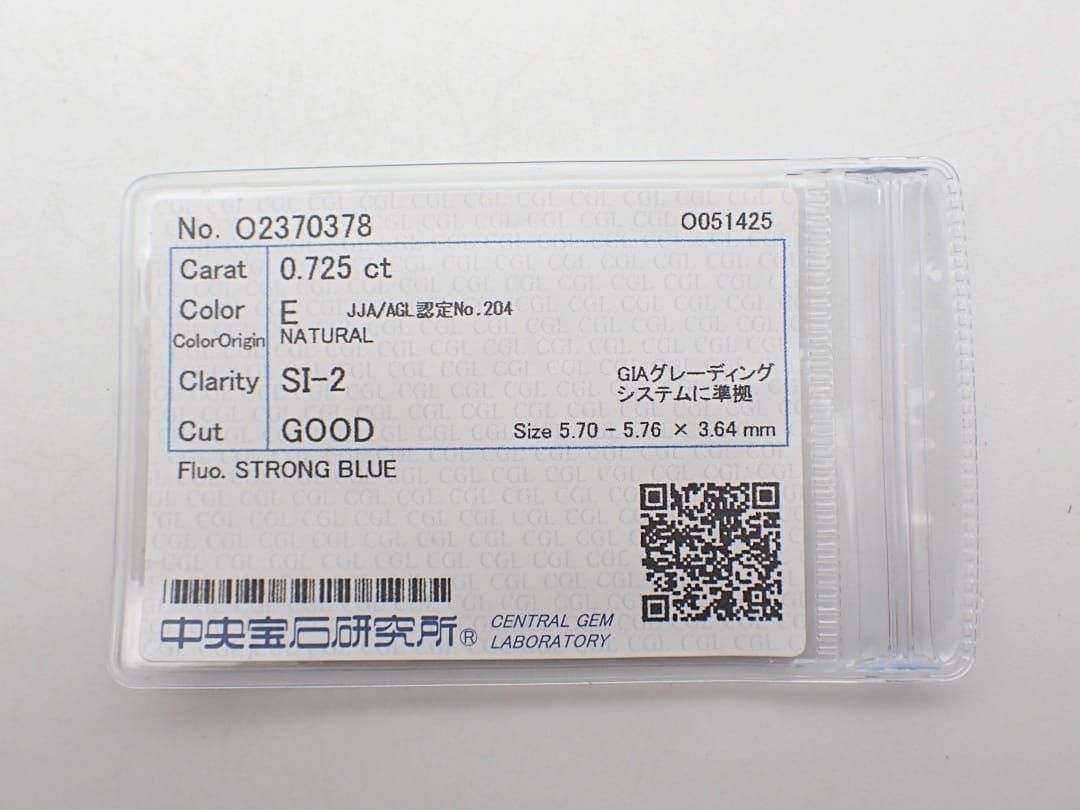 No. O2370378 O051425
Carat 0.725 ct
Color E JJA/AGL認定No.204
ColorOrigin NATURAL
Clarity SI-2 GIAグレーディング
システムに準拠
Cut GOOD Size 5.70 - 5.76 × 3.64 mm
Fluo. STRONG BLUE
中央宝石研究所® CENTRAL GEM
LABORATORY